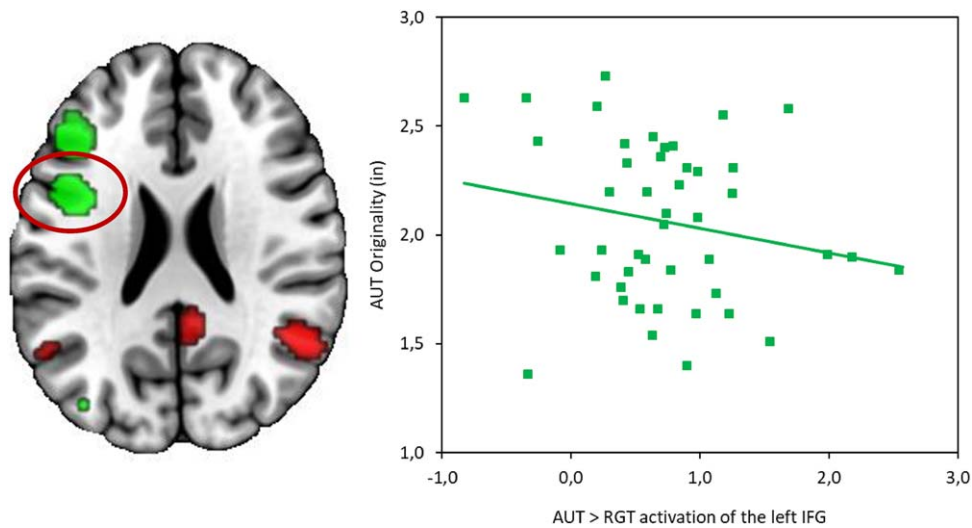 3,0
2,5
2,0
1,5
1,0
AUT Originality (in)
-1,0 0,0 1,0 2,0 3,0
AUT > RGT activation of the left IFG